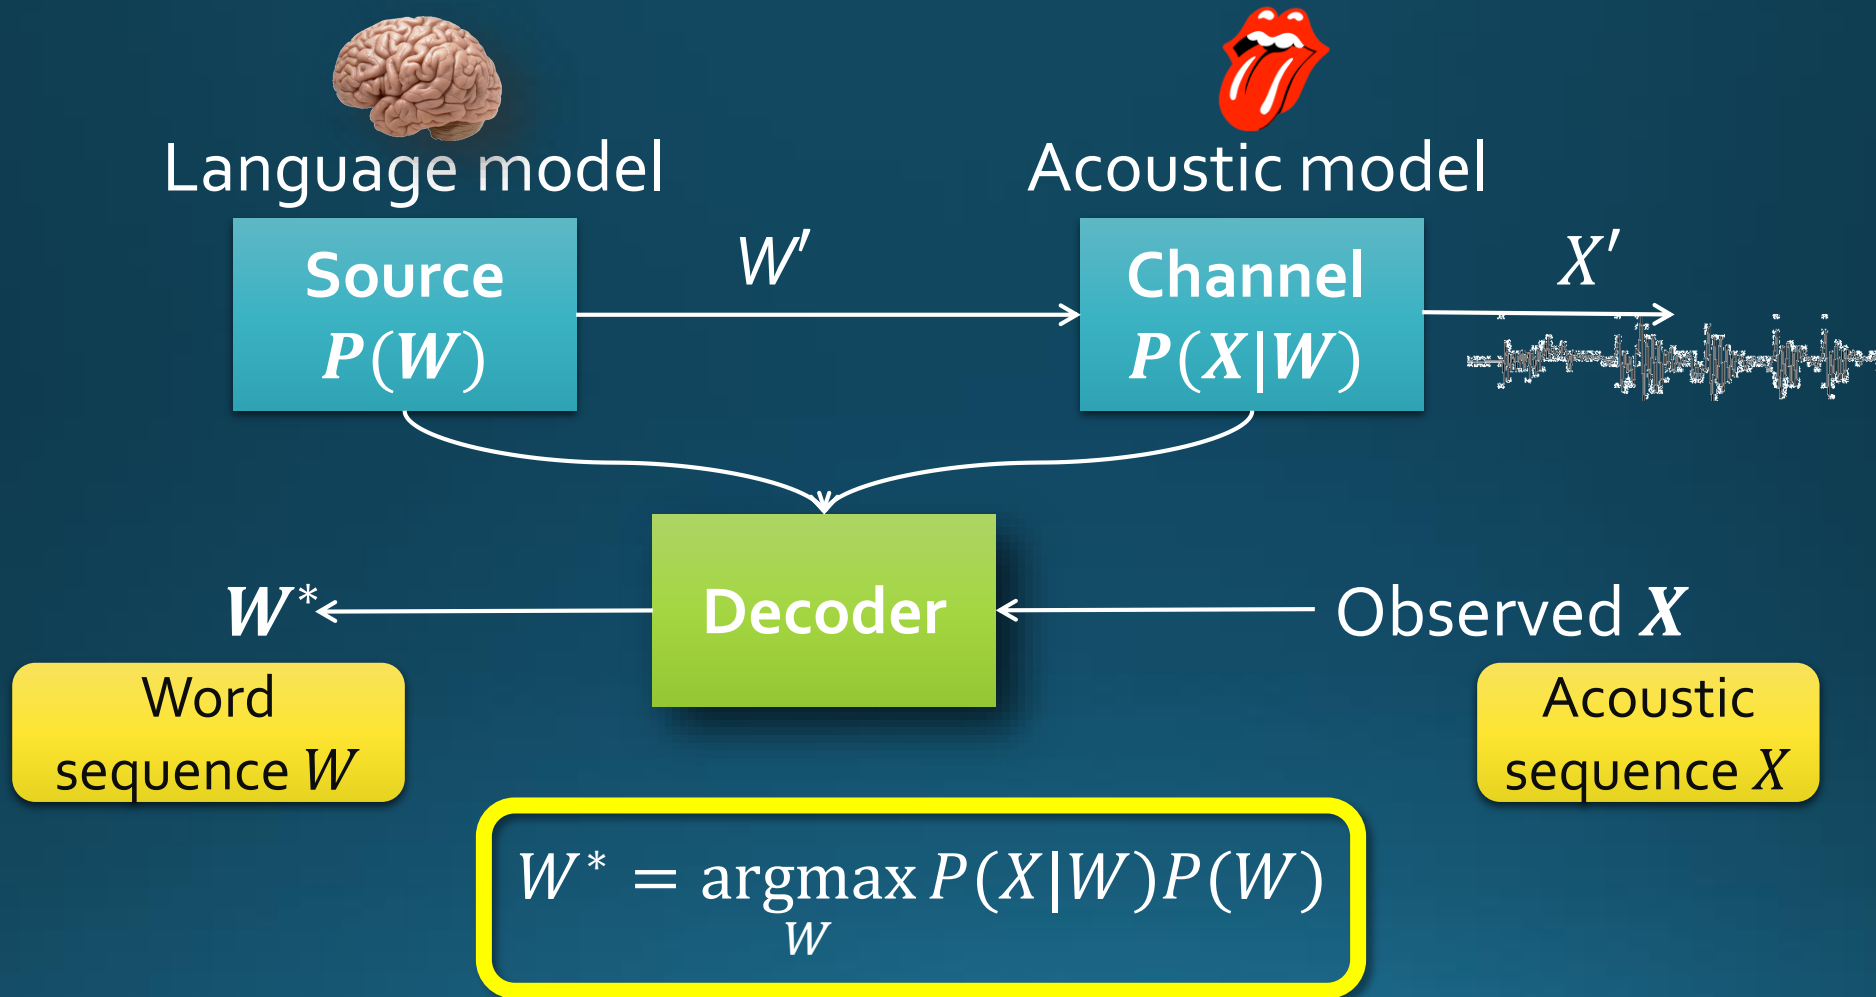 Language model
Acoustic model
Source
P(W)
W′
Channel
P(X|W)
X′
Decoder
W*
Observed X
Word
sequence W
Acoustic
sequence X
W* = argmax P(X|W)P(W)
W